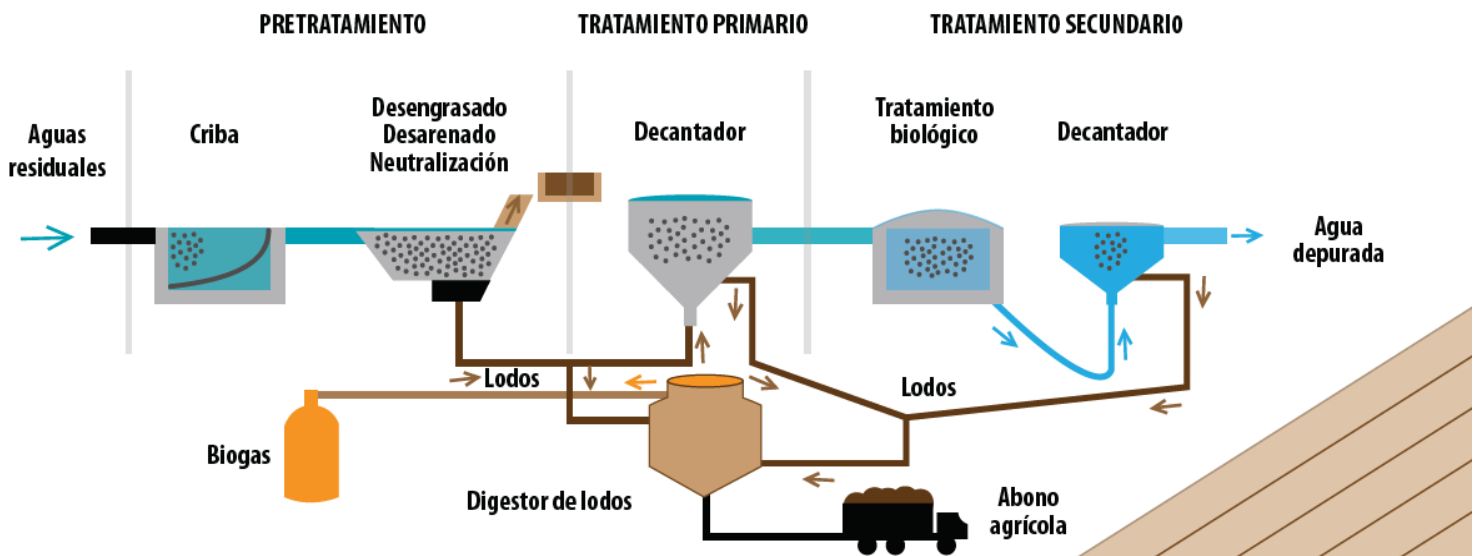 PRETRATAMIENTO
TRATAMIENTO PRIMARIO
TRATAMIENTO SECUNDARIO
Aguas
residuales
Criba
Desengrasado
Desarenado
Neutralización
Decantador
Tratamiento
biológico
Decantador
Agua
depurada
Lodos
Lodos
Biogas
Digestor de lodos
Abono
agrícola